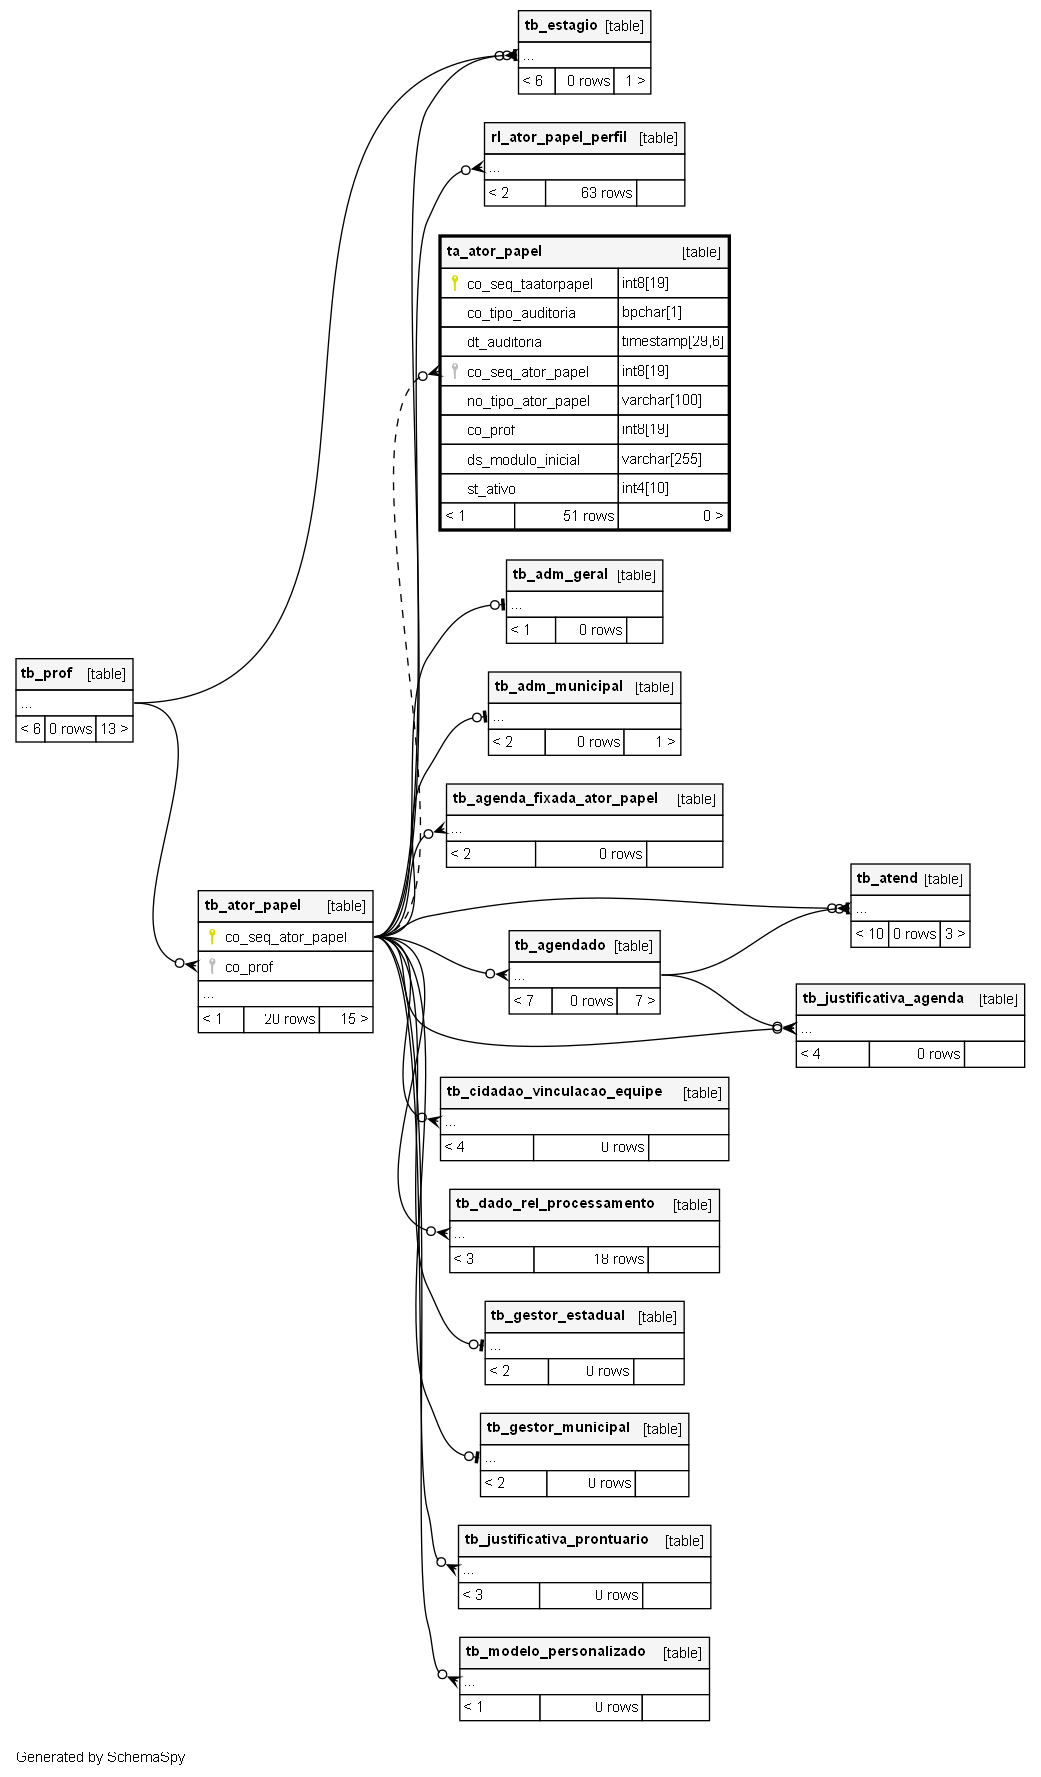 tb_estagio [table]
...
< 6 0 rows 1 >
rl_ator_papel_perfil [table]
...
< 2 63 rows
ta_ator_papel [table]
co_seq_taatorpapel int8[19]
co_tipo_auditoria bpchar[1]
dt_auditoria timestamp[29,6]
co_seq_ator_papel int8[19]
no_tipo_ator_papel varchar[100]
co_prof int8[19]
ds_modulo_inicial varchar[255]
st_ativo int4[10]
< 1 51 rows 0 >
tb_adm_geral [table]
...
< 1 0 rows
tb_prof [table]
...
< 6 0 rows 13 >
tb_adm_municipal [table]
...
< 2 0 rows 1 >
tb_agenda_fixada_ator_papel [table]
...
< 2 0 rows
tb_ator_papel [table]
co_seq_ator_papel
co_prof
...
< 1 20 rows 15 >
tb_agendado [table]
...
< 7 0 rows 7 >
tb_atend [table]
...
< 10 0 rows 3 >
tb_justificativa_agenda [table]
...
< 4 0 rows
tb_cidadao_vinculacao_equipe [table]
...
< 4 0 rows
tb_dado_rel_processamento [table]
...
< 3 18 rows
tb_gestor_estadual [table]
...
< 2 0 rows
tb_gestor_municipal [table]
...
< 2 0 rows
tb_justificativa_prontuario [table]
...
< 3 0 rows
tb_modelo_personalizado [table]
...
< 1 0 rows
Generated by SchemaSpy